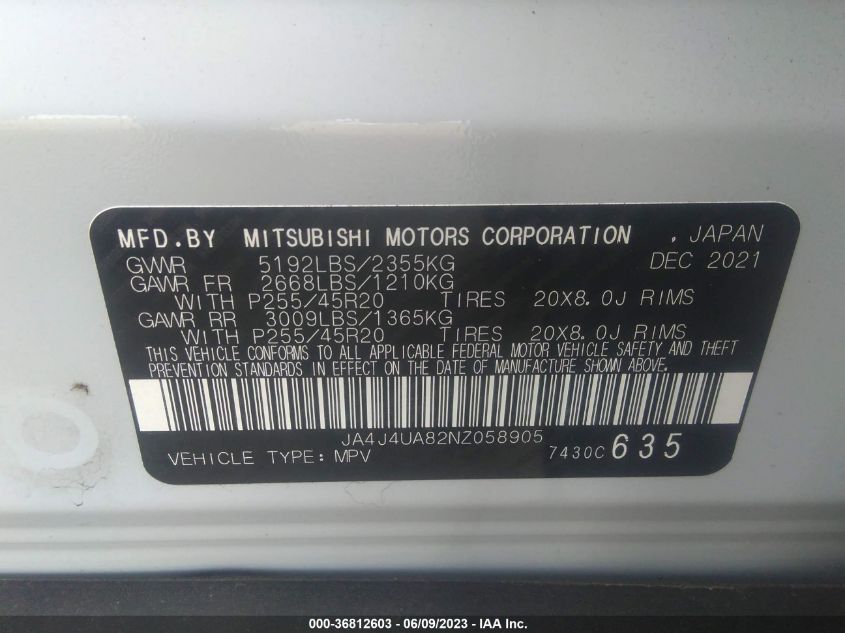 MFD.BY MITSUBISHI MOTORS CORPORATION , JAPAN
GVWR 5192LBS/2355KG DEC 2021
GAWR FR 2668LBS/1210KG
WITH P255/45R20 TIRES 20X8.0J RIMS
GAWR RR 3009LBS/1365KG
WITH P255/45R20 TIRES 20X8.0J RIMS
THIS VEHICLE CONFORMS TO ALL APPLICABLE FEDERAL MOTOR VEHICLE SAFETY AND THEFT
PREVENTION STANDARDS IN EFFECT ON THE DATE OF MANUFACTURE SHOWN ABOVE.
JA4J4UA82NZ058905
VEHICLE TYPE: MPV 7430C 635
000-36812603 - 06/09/2023 - IAA, Inc.